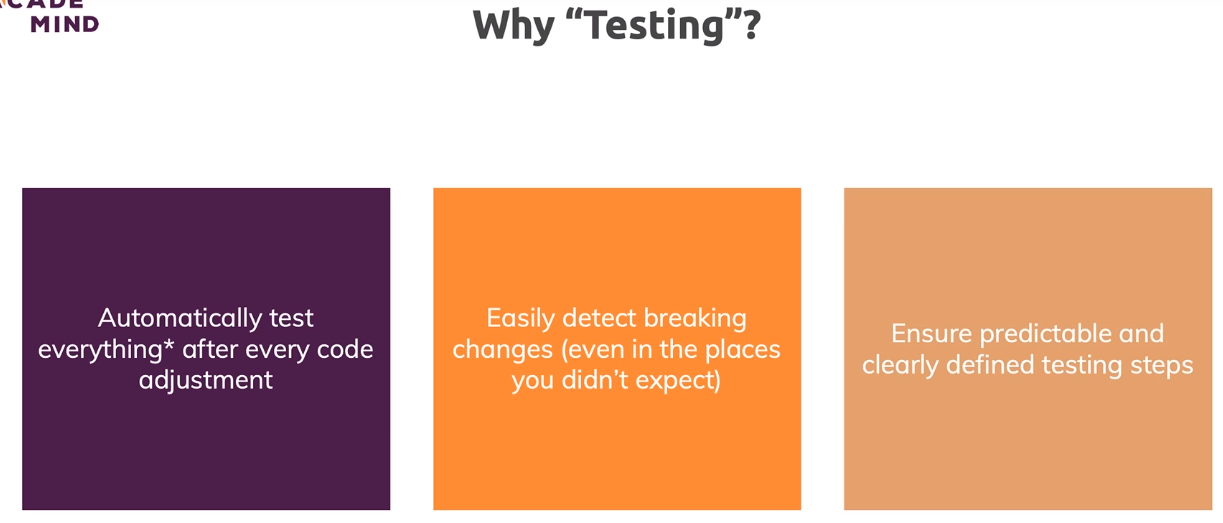 MIND
Why “Testing”?
Automatically test
everything* after every code
adjustment
Easily detect breaking
changes (even in the places
you didn’t expect)
Ensure predictable and
clearly defined testing steps